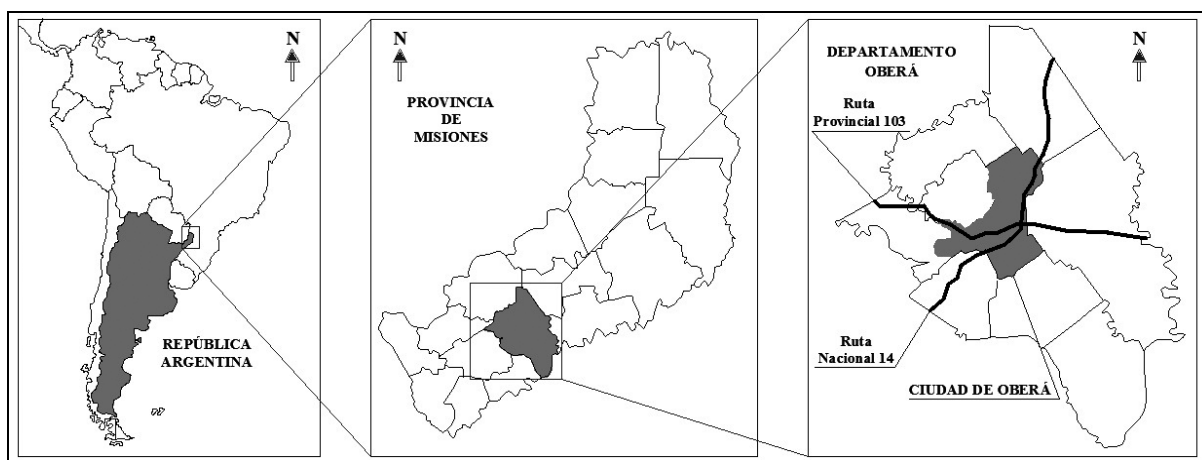 N
REPÚBLICA
ARGENTINA
N
PROVINCIA
DE
MISIONES
DEPARTAMENTO
OBERÁ
N
Ruta
Provincial 103
Ruta
Nacional 14
CIUDAD DE OBERÁ